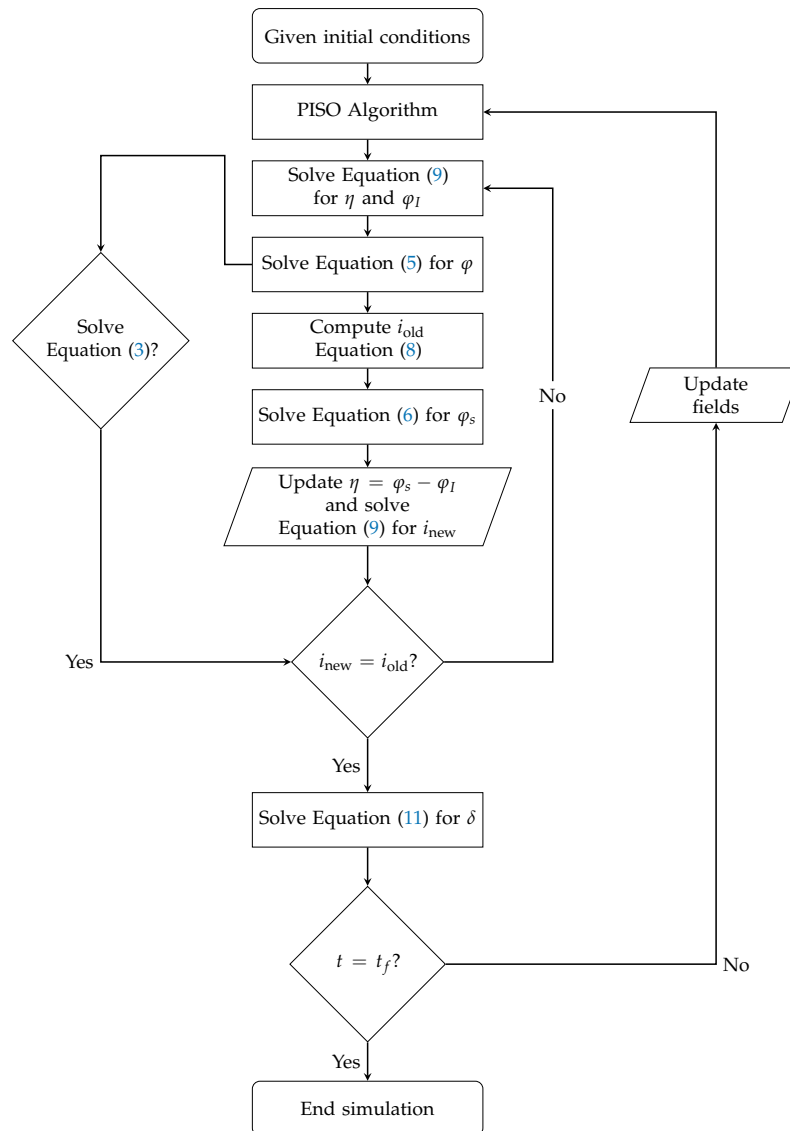 Given initial conditions
PISO Algorithm
Solve Equation (9)
for η and φ_I
Solve Equation (5) for φ
Solve
Equation (3)?
Compute i_old
Equation (8)
Solve Equation (6) for φ_s
Update η = φ_s − φ_I
and solve
Equation (9) for i_new
No
Update
fields
Yes
i_new = i_old?
Yes
Solve Equation (11) for δ
t = t_f?
No
Yes
End simulation